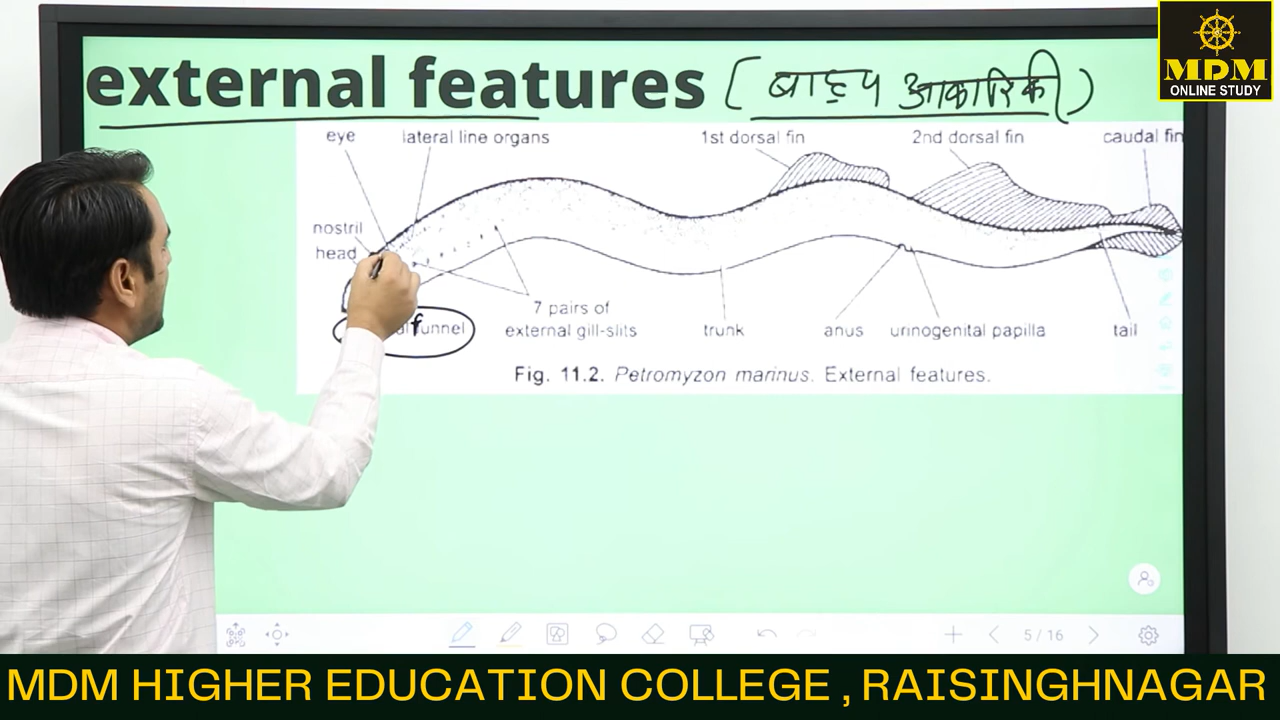 MDM
ONLINE STUDY
external features (बाह्य आकारिकी)
eye
lateral line organs
1st dorsal fin
2nd dorsal fin
caudal fin
nostril
head
7 pairs of
external gill-slits
funnel
trunk
anus
urinogenital papilla
tail
Fig. 11.2. Petromyzon marinus. External features.
5/16
MDM HIGHER EDUCATION COLLEGE , RAISINGHNAGAR